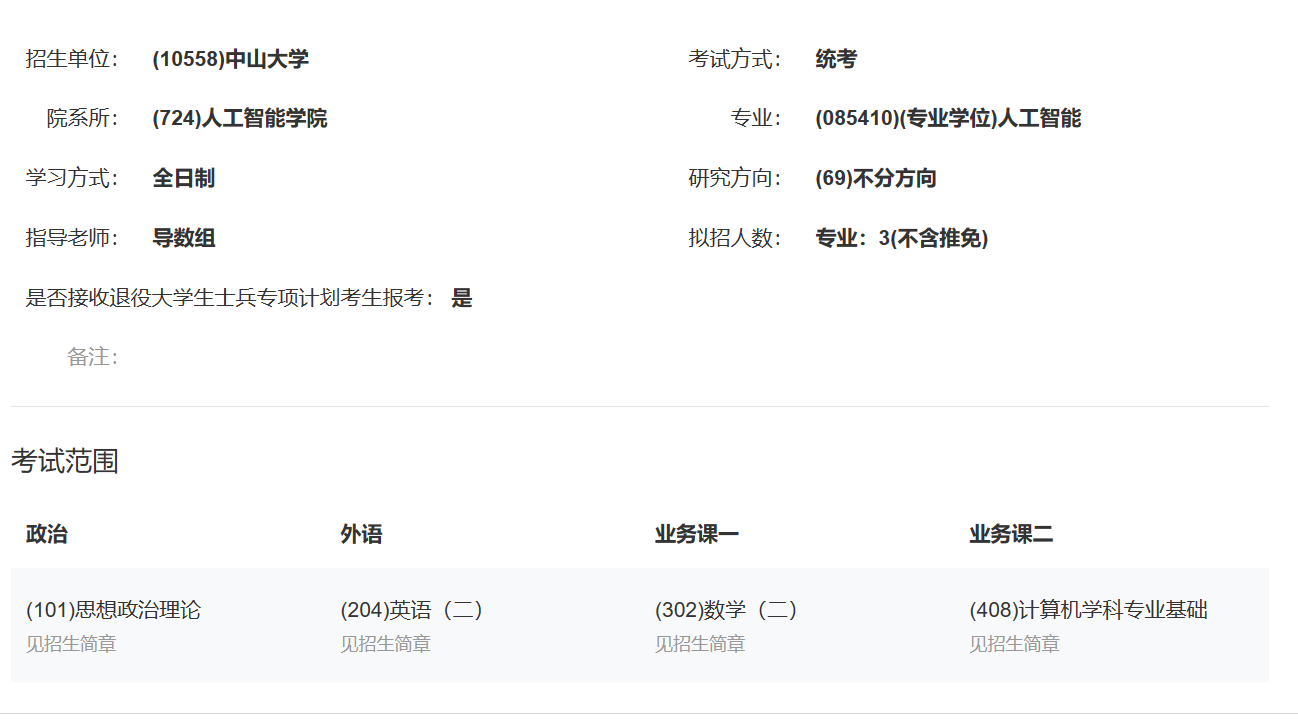 招生单位： (10558)中山大学 考试方式： 统考
院系所： (724)人工智能学院 专业： (085410)(专业学位)人工智能
学习方式： 全日制 研究方向： (69)不分方向
指导老师： 导数组 拟招人数： 专业：3(不含推免)
是否接收退役大学生士兵专项计划考生报考： 是
备注：
考试范围
政治 外语 业务课一 业务课二
(101)思想政治理论 (204)英语（二） (302)数学（二） (408)计算机学科专业基础
见招生简章 见招生简章 见招生简章 见招生简章